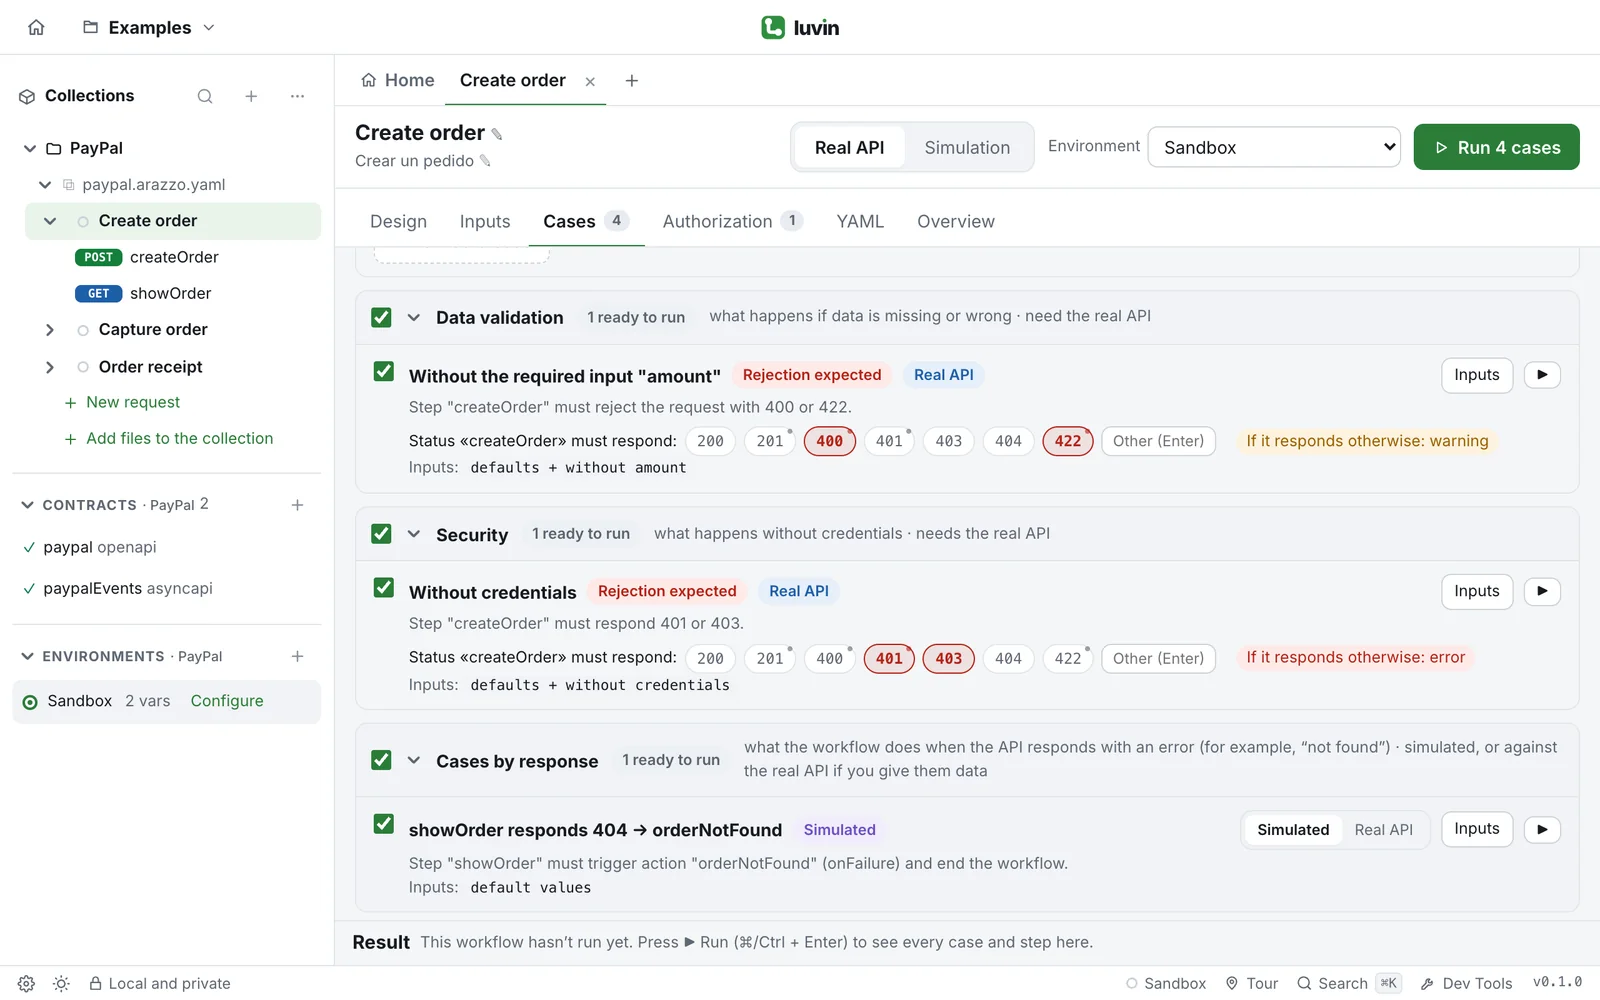 Examples
luvin
Collections
PayPal
paypal.arazzo.yaml
Create order
POST createOrder
GET showOrder
Capture order
Order receipt
+ New request
+ Add files to the collection
CONTRACTS · PayPal 2
paypal openapi
paypalEvents asyncapi
ENVIRONMENTS · PayPal
Sandbox 2 vars Configure
Home
Create order
Create order
Crear un pedido
Real API Simulation Environment Sandbox Run 4 cases
Design Inputs Cases 4 Authorization 1 YAML Overview
Data validation 1 ready to run what happens if data is missing or wrong · need the real API
Without the required input "amount" Rejection expected Real API Inputs
Step "createOrder" must reject the request with 400 or 422.
Status «createOrder» must respond: 200 201 400 401 403 404 422 Other (Enter) If it responds otherwise: warning
Inputs: defaults + without amount
Security 1 ready to run what happens without credentials · needs the real API
Without credentials Rejection expected Real API Inputs
Step "createOrder" must respond 401 or 403.
Status «createOrder» must respond: 200 201 400 401 403 404 422 Other (Enter) If it responds otherwise: error
Inputs: defaults + without credentials
Cases by response 1 ready to run what the workflow does when the API responds with an error (for example, “not found”) · simulated, or against
the real API if you give them data
showOrder responds 404 → orderNotFound Simulated Simulated Real API Inputs
Step "showOrder" must trigger action "orderNotFound" (onFailure) and end the workflow.
Inputs: default values
Result This workflow hasn’t run yet. Press ▶ Run (⌘/Ctrl + Enter) to see every case and step here.
Local and private
Sandbox Tour Search ⌘K Dev Tools v0.1.0